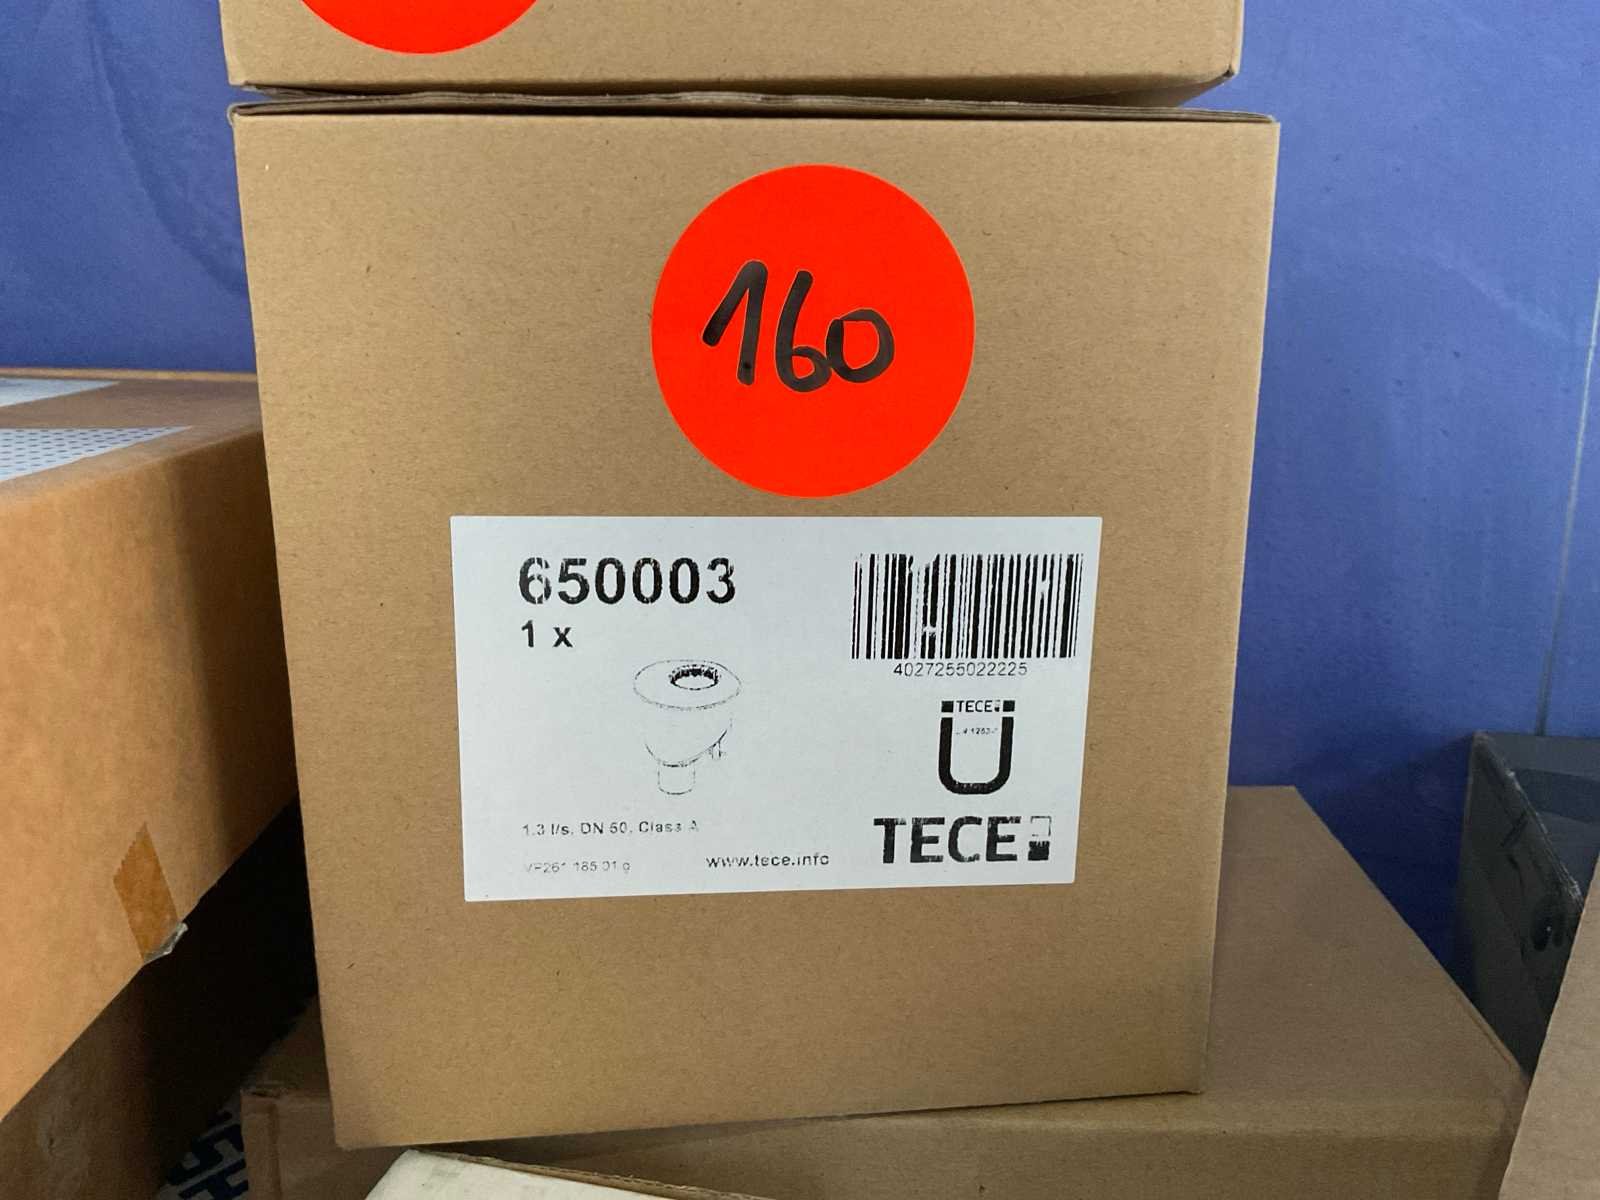 160
650003
1 x
4027255022225
TECE
1.3 l/s, DN 50, Class A
www.tece.info
TECE